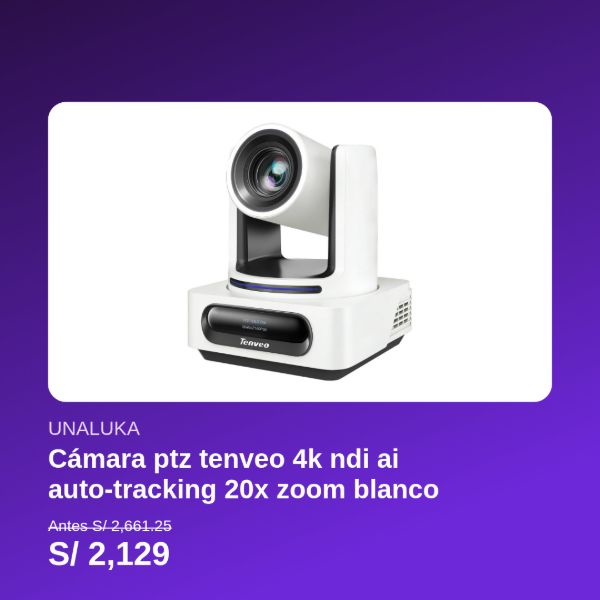 Tenveo
UNALUKA
Cámara ptz tenveo 4k ndi ai
auto-tracking 20x zoom blanco
Antes S/ 2,661.25
S/ 2,129